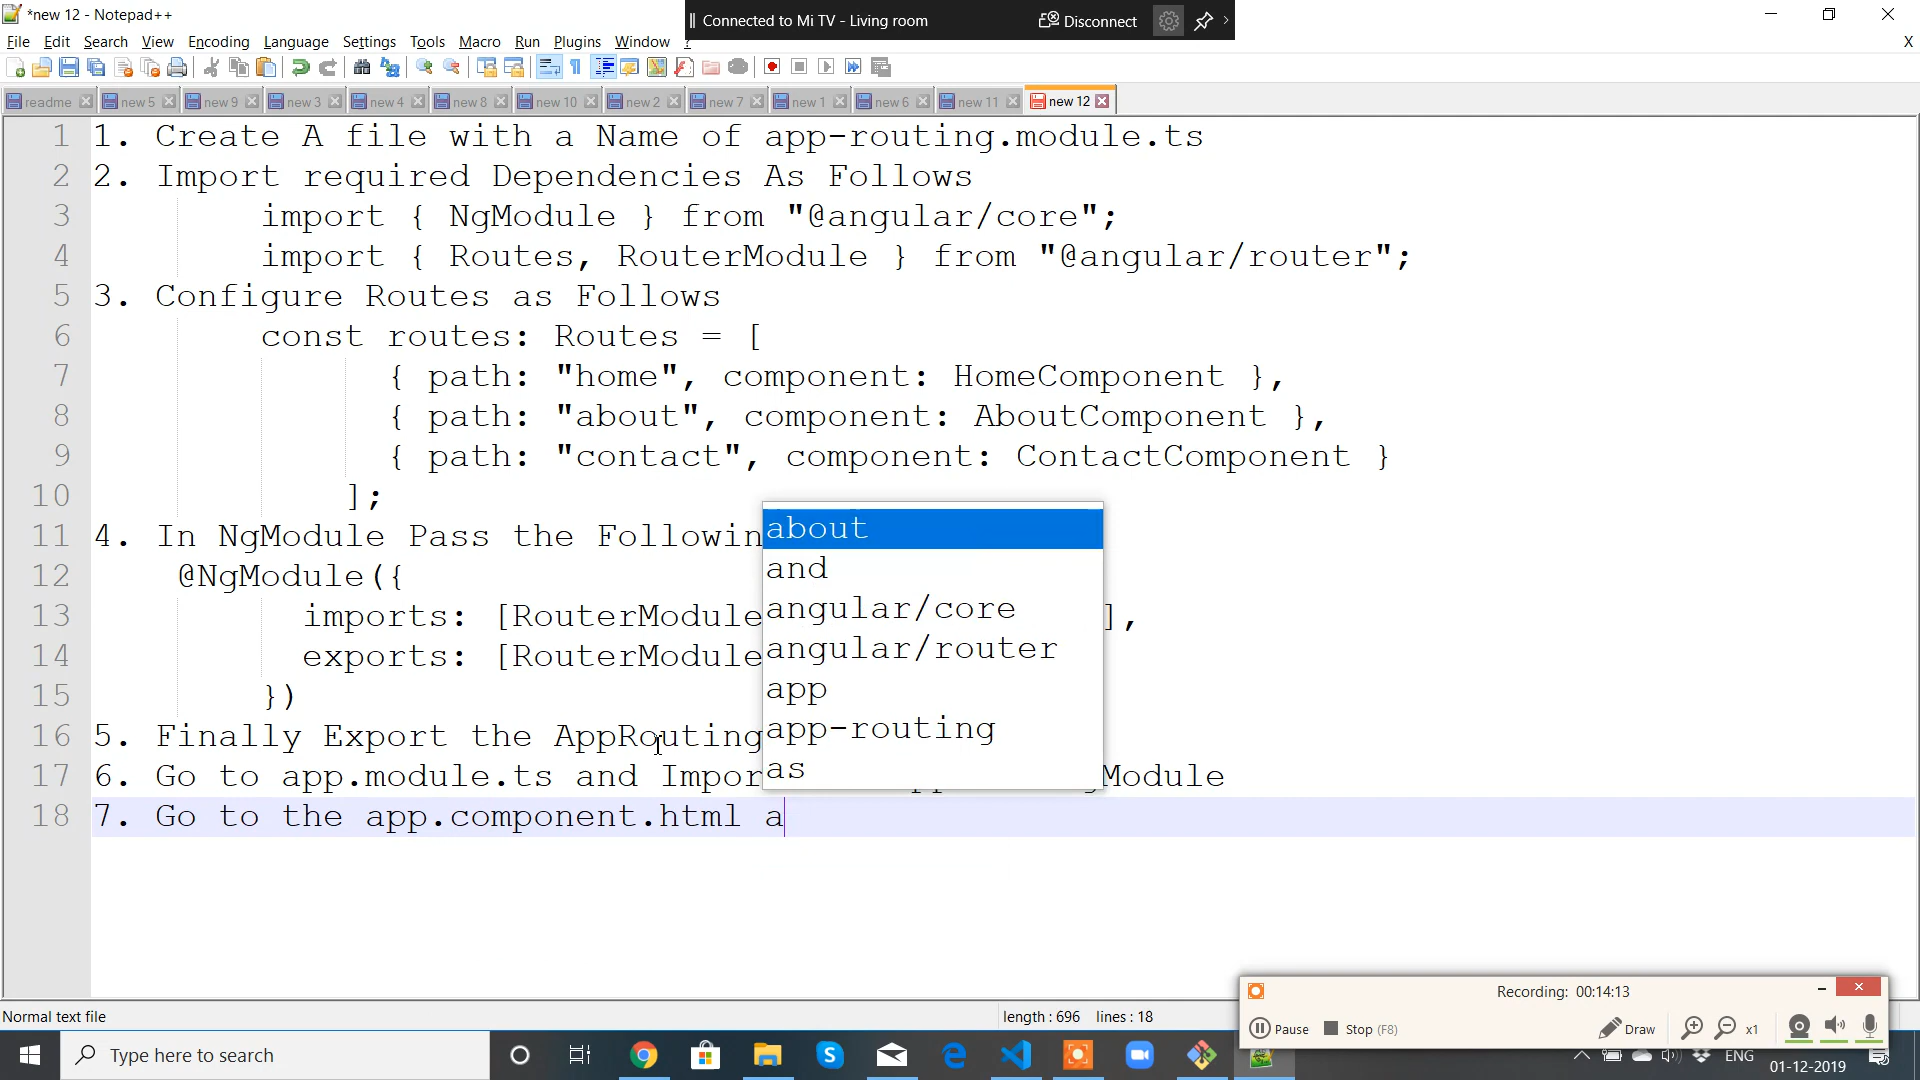 *new 12 - Notepad++
Connected to Mi TV - Living room
Disconnect
File Edit Search View Encoding Language Settings Tools Macro Run Plugins Window ?
X
readme new 5 new 9 new 3 new 4 new 8 new 10 new 2 new 7 new 1 new 6 new 11 new 12
1 1. Create A file with a Name of app-routing.module.ts
2 2. Import required Dependencies As Follows
3 import { NgModule } from "@angular/core";
4 import { Routes, RouterModule } from "@angular/router";
5 3. Configure Routes as Follows
6 const routes: Routes = [
7 { path: "home", component: HomeComponent },
8 { path: "about", component: AboutComponent },
9 { path: "contact", component: ContactComponent }
10 ];
11 4. In NgModule Pass the Followin
12 @NgModule({
13 imports: [RouterModule ],
14 exports: [RouterModule
15 })
16 5. Finally Export the AppRouting
17 6. Go to app.module.ts and Impor Module
18 7. Go to the app.component.html a
about
and
angular/core
angular/router
app
app-routing
as
Normal text file
length : 696 lines : 18
Recording: 00:14:13
Pause Stop (F8) Draw x1
Type here to search
ENG
01-12-2019